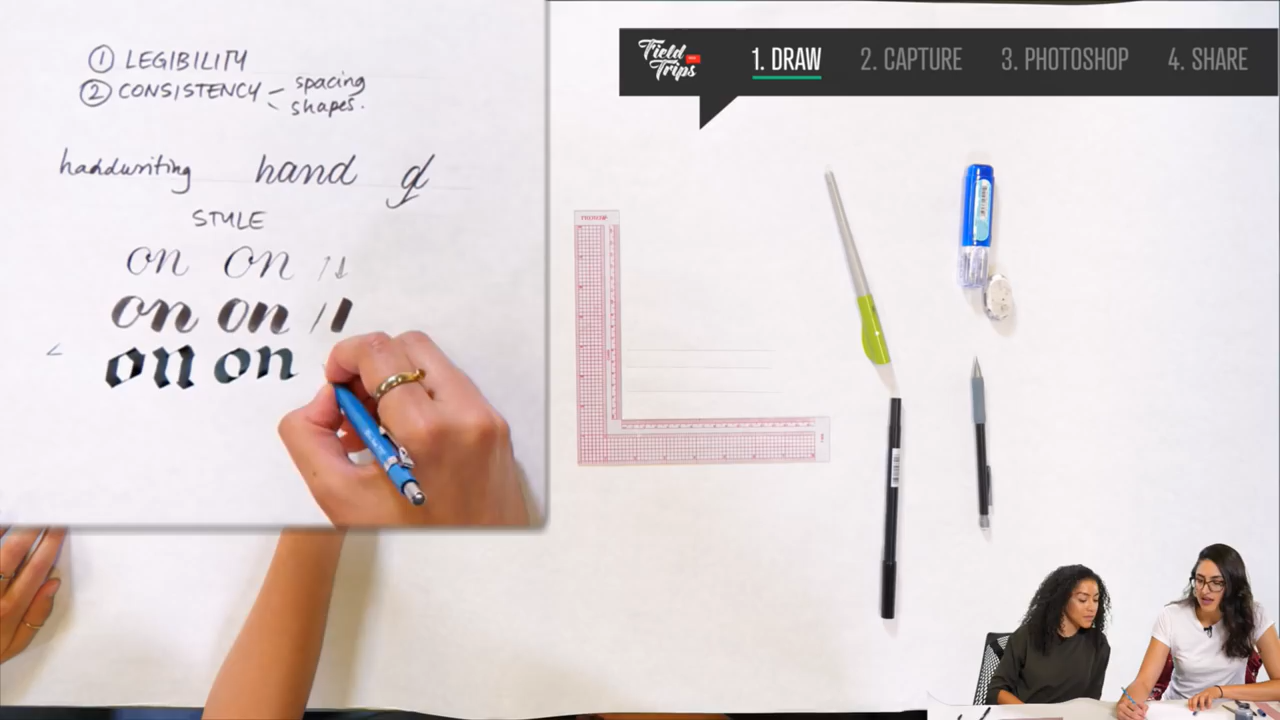 ① LEGIBILITY
② CONSISTENCY - spacing
shapes.
handwriting hand g
STYLE
on on
on on
on on
Field Trips
1. DRAW 2. CAPTURE 3. PHOTOSHOP 4. SHARE